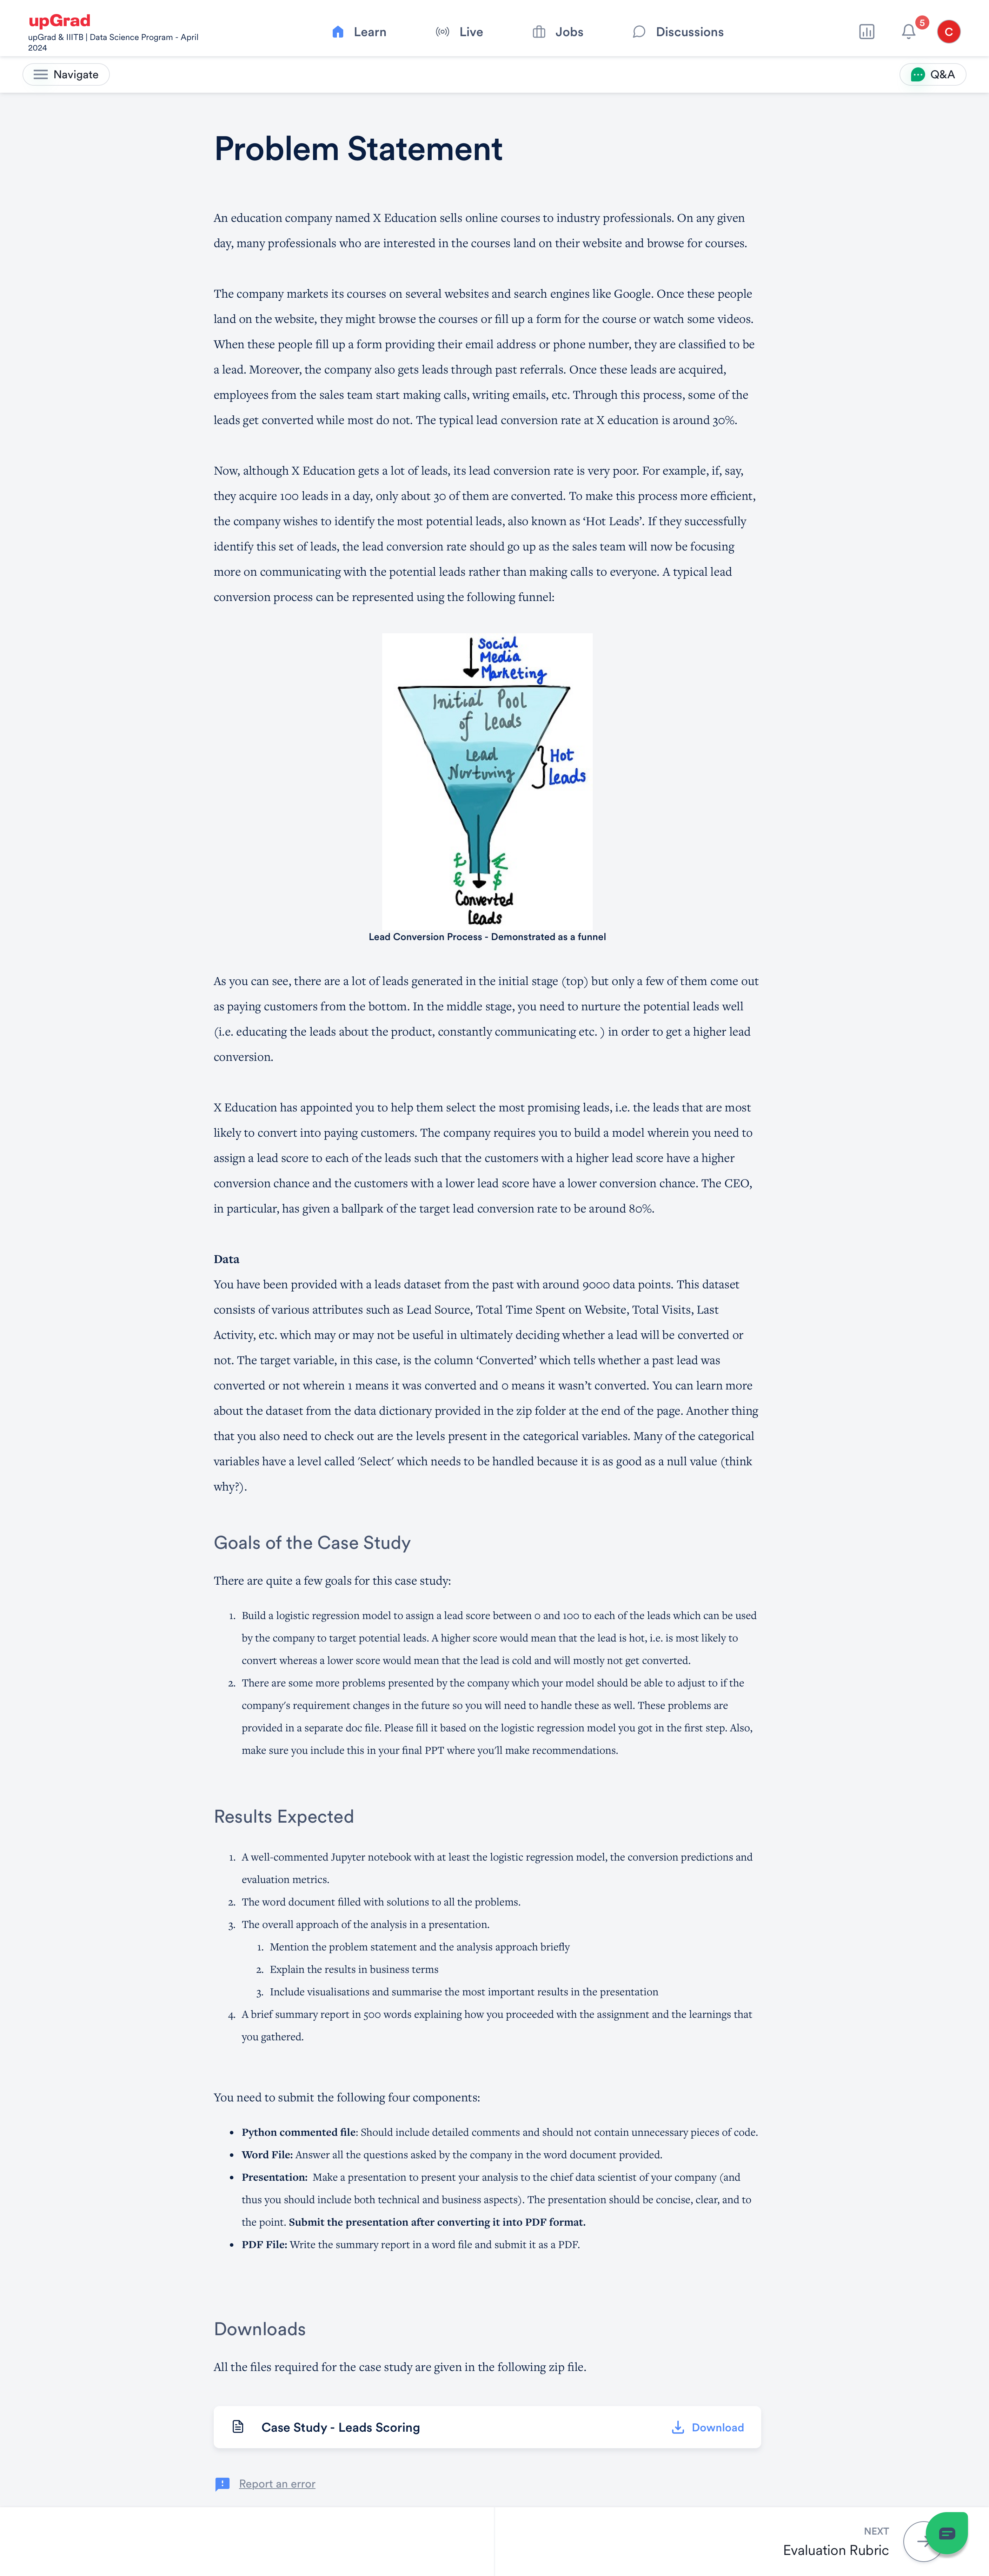 upGrad
upGrad & IIITB | Data Science Program - April
2024
Learn
Live
Jobs
Discussions
5
C
Navigate
Q&A
Problem Statement
An education company named X Education sells online courses to industry professionals. On any given
day, many professionals who are interested in the courses land on their website and browse for courses.
The company markets its courses on several websites and search engines like Google. Once these people
land on the website, they might browse the courses or fill up a form for the course or watch some videos.
When these people fill up a form providing their email address or phone number, they are classified to be
a lead. Moreover, the company also gets leads through past referrals. Once these leads are acquired,
employees from the sales team start making calls, writing emails, etc. Through this process, some of the
leads get converted while most do not. The typical lead conversion rate at X education is around 30%.
Now, although X Education gets a lot of leads, its lead conversion rate is very poor. For example, if, say,
they acquire 100 leads in a day, only about 30 of them are converted. To make this process more efficient,
the company wishes to identify the most potential leads, also known as ‘Hot Leads’. If they successfully
identify this set of leads, the lead conversion rate should go up as the sales team will now be focusing
more on communicating with the potential leads rather than making calls to everyone. A typical lead
conversion process can be represented using the following funnel:
Social
Media
Marketing
Initial Pool
of Leads
Lead
Nurturing
Hot
Leads
£ €
€ $
Converted
Leads
Lead Conversion Process - Demonstrated as a funnel
As you can see, there are a lot of leads generated in the initial stage (top) but only a few of them come out
as paying customers from the bottom. In the middle stage, you need to nurture the potential leads well
(i.e. educating the leads about the product, constantly communicating etc. ) in order to get a higher lead
conversion.
X Education has appointed you to help them select the most promising leads, i.e. the leads that are most
likely to convert into paying customers. The company requires you to build a model wherein you need to
assign a lead score to each of the leads such that the customers with a higher lead score have a higher
conversion chance and the customers with a lower lead score have a lower conversion chance. The CEO,
in particular, has given a ballpark of the target lead conversion rate to be around 80%.
Data
You have been provided with a leads dataset from the past with around 9000 data points. This dataset
consists of various attributes such as Lead Source, Total Time Spent on Website, Total Visits, Last
Activity, etc. which may or may not be useful in ultimately deciding whether a lead will be converted or
not. The target variable, in this case, is the column ‘Converted’ which tells whether a past lead was
converted or not wherein 1 means it was converted and 0 means it wasn’t converted. You can learn more
about the dataset from the data dictionary provided in the zip folder at the end of the page. Another thing
that you also need to check out are the levels present in the categorical variables. Many of the categorical
variables have a level called 'Select' which needs to be handled because it is as good as a null value (think
why?).
Goals of the Case Study
There are quite a few goals for this case study:
1. Build a logistic regression model to assign a lead score between 0 and 100 to each of the leads which can be used
by the company to target potential leads. A higher score would mean that the lead is hot, i.e. is most likely to
convert whereas a lower score would mean that the lead is cold and will mostly not get converted.
2. There are some more problems presented by the company which your model should be able to adjust to if the
company's requirement changes in the future so you will need to handle these as well. These problems are
provided in a separate doc file. Please fill it based on the logistic regression model you got in the first step. Also,
make sure you include this in your final PPT where you'll make recommendations.
Results Expected
1. A well-commented Jupyter notebook with at least the logistic regression model, the conversion predictions and
evaluation metrics.
2. The word document filled with solutions to all the problems.
3. The overall approach of the analysis in a presentation.
1. Mention the problem statement and the analysis approach briefly
2. Explain the results in business terms
3. Include visualisations and summarise the most important results in the presentation
4. A brief summary report in 500 words explaining how you proceeded with the assignment and the learnings that
you gathered.
You need to submit the following four components:
• Python commented file: Should include detailed comments and should not contain unnecessary pieces of code.
• Word File: Answer all the questions asked by the company in the word document provided.
• Presentation: Make a presentation to present your analysis to the chief data scientist of your company (and
thus you should include both technical and business aspects). The presentation should be concise, clear, and to
the point. Submit the presentation after converting it into PDF format.
• PDF File: Write the summary report in a word file and submit it as a PDF.
Downloads
All the files required for the case study are given in the following zip file.
Case Study - Leads Scoring
Download
Report an error
NEXT
Evaluation Rubric